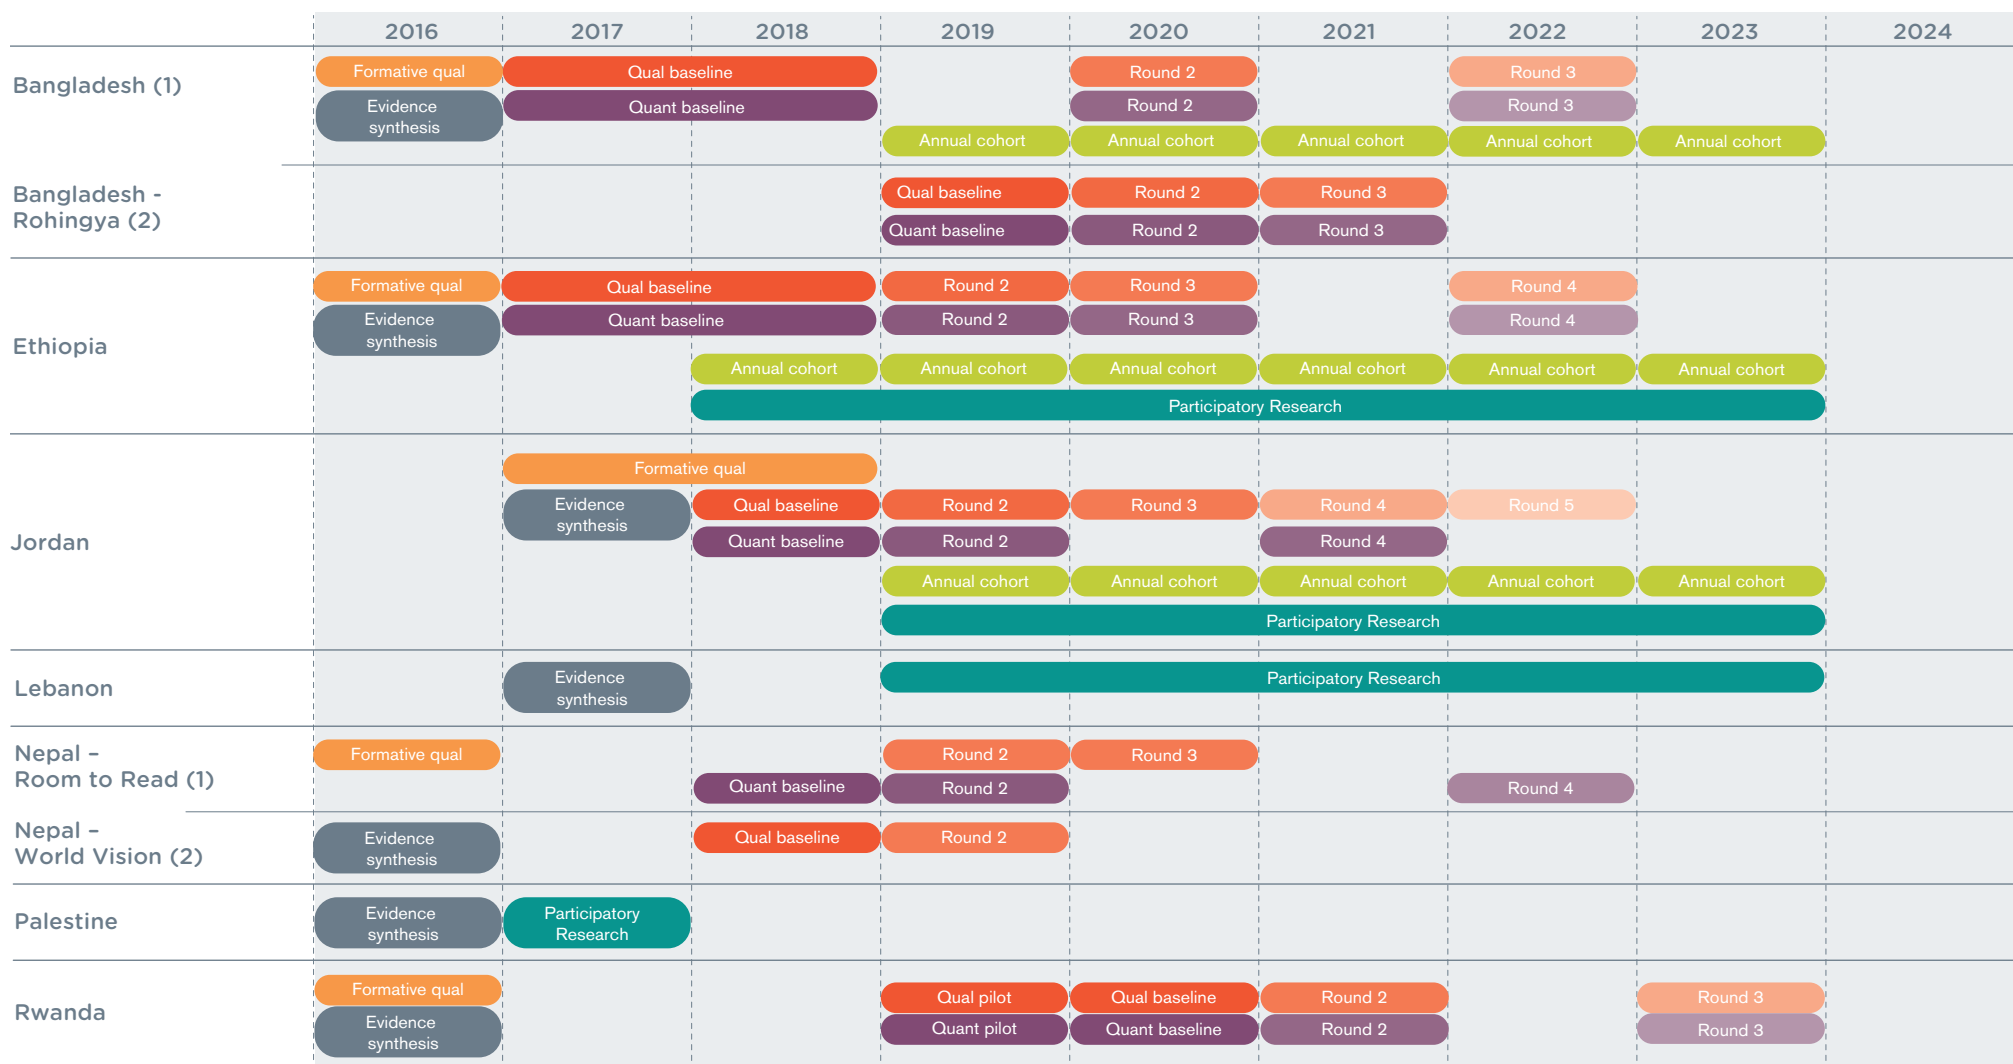 2016 2017 2018 2019 2020 2021 2022 2023 2024
Bangladesh (1)
Formative qual Qual baseline Round 2 Round 3
Evidence
synthesis
Quant baseline Round 2 Round 3
Annual cohort Annual cohort Annual cohort Annual cohort Annual cohort
Bangladesh -
Rohingya (2)
Qual baseline Round 2 Round 3
Quant baseline Round 2 Round 3
Ethiopia
Formative qual Qual baseline Round 2 Round 3 Round 4
Evidence
synthesis
Quant baseline Round 2 Round 3 Round 4
Annual cohort Annual cohort Annual cohort Annual cohort Annual cohort Annual cohort
Participatory Research
Jordan
Formative qual
Evidence
synthesis
Qual baseline Round 2 Round 3 Round 4 Round 5
Quant baseline Round 2 Round 4
Annual cohort Annual cohort Annual cohort Annual cohort Annual cohort
Participatory Research
Lebanon
Evidence
synthesis
Participatory Research
Nepal –
Room to Read (1)
Formative qual Round 2 Round 3
Quant baseline Round 2 Round 4
Nepal –
World Vision (2)
Evidence
synthesis
Qual baseline Round 2
Palestine
Evidence
synthesis
Participatory
Research
Rwanda
Formative qual
Evidence
synthesis
Qual pilot Qual baseline Round 2 Round 3
Quant pilot Quant baseline Round 2 Round 3